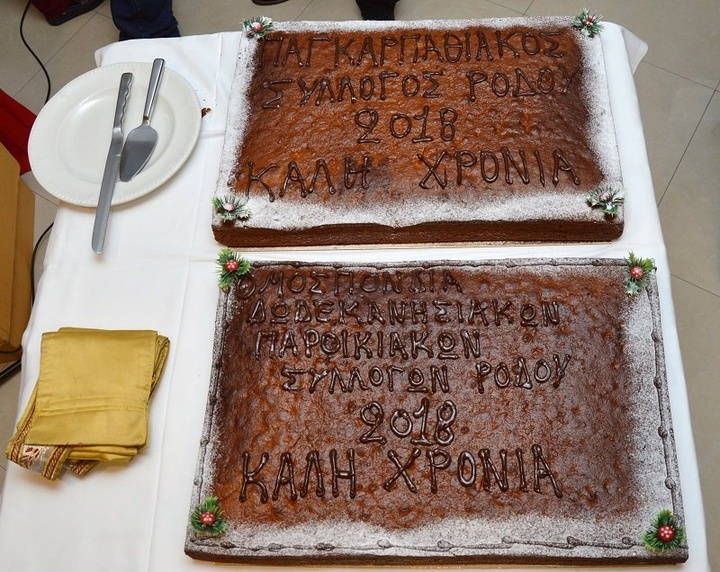 ΠΑΓΚΑΡΠΑΘΙΑΚΟΣ
ΣΥΛΛΟΓΟΣ ΡΟΔΟΥ
2018
ΚΑΛΗ ΧΡΟΝΙΑ
ΟΜΟΣΠΟΝΔΙΑ
ΔΩΔΕΚΑΝΗΣΙΑΚΩΝ
ΠΑΡΟΙΚΙΑΚΩΝ
ΣΥΛΛΟΓΩΝ ΡΟΔΟΥ
2018
ΚΑΛΗ ΧΡΟΝΙΑ